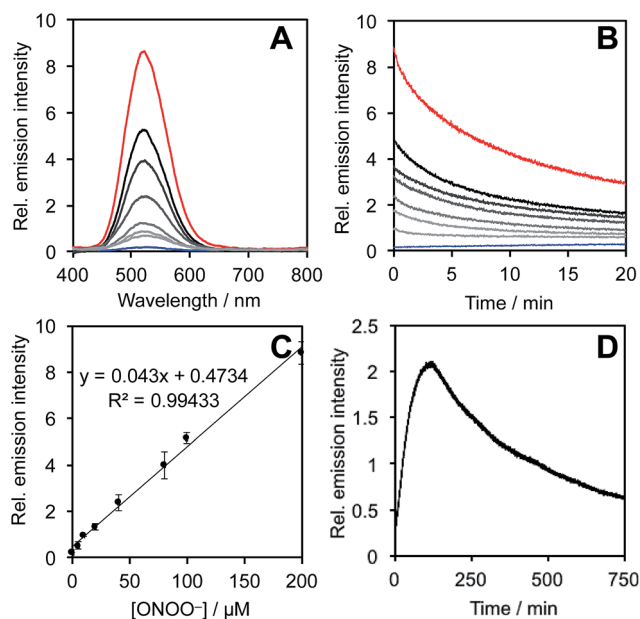 A
Rel. emission intensity
10
8
6
4
2
0
400 500 600 700 800
Wavelength / nm
B
Rel. emission intensity
10
8
6
4
2
0
0 5 10 15 20
Time / min
C
y = 0.043x + 0.4734
R² = 0.99433
Rel. emission intensity
10
8
6
4
2
0
0 50 100 150 200
[ONOO⁻] / µM
D
Rel. emission intensity
2.5
2
1.5
1
0.5
0
0 250 500 750
Time / min